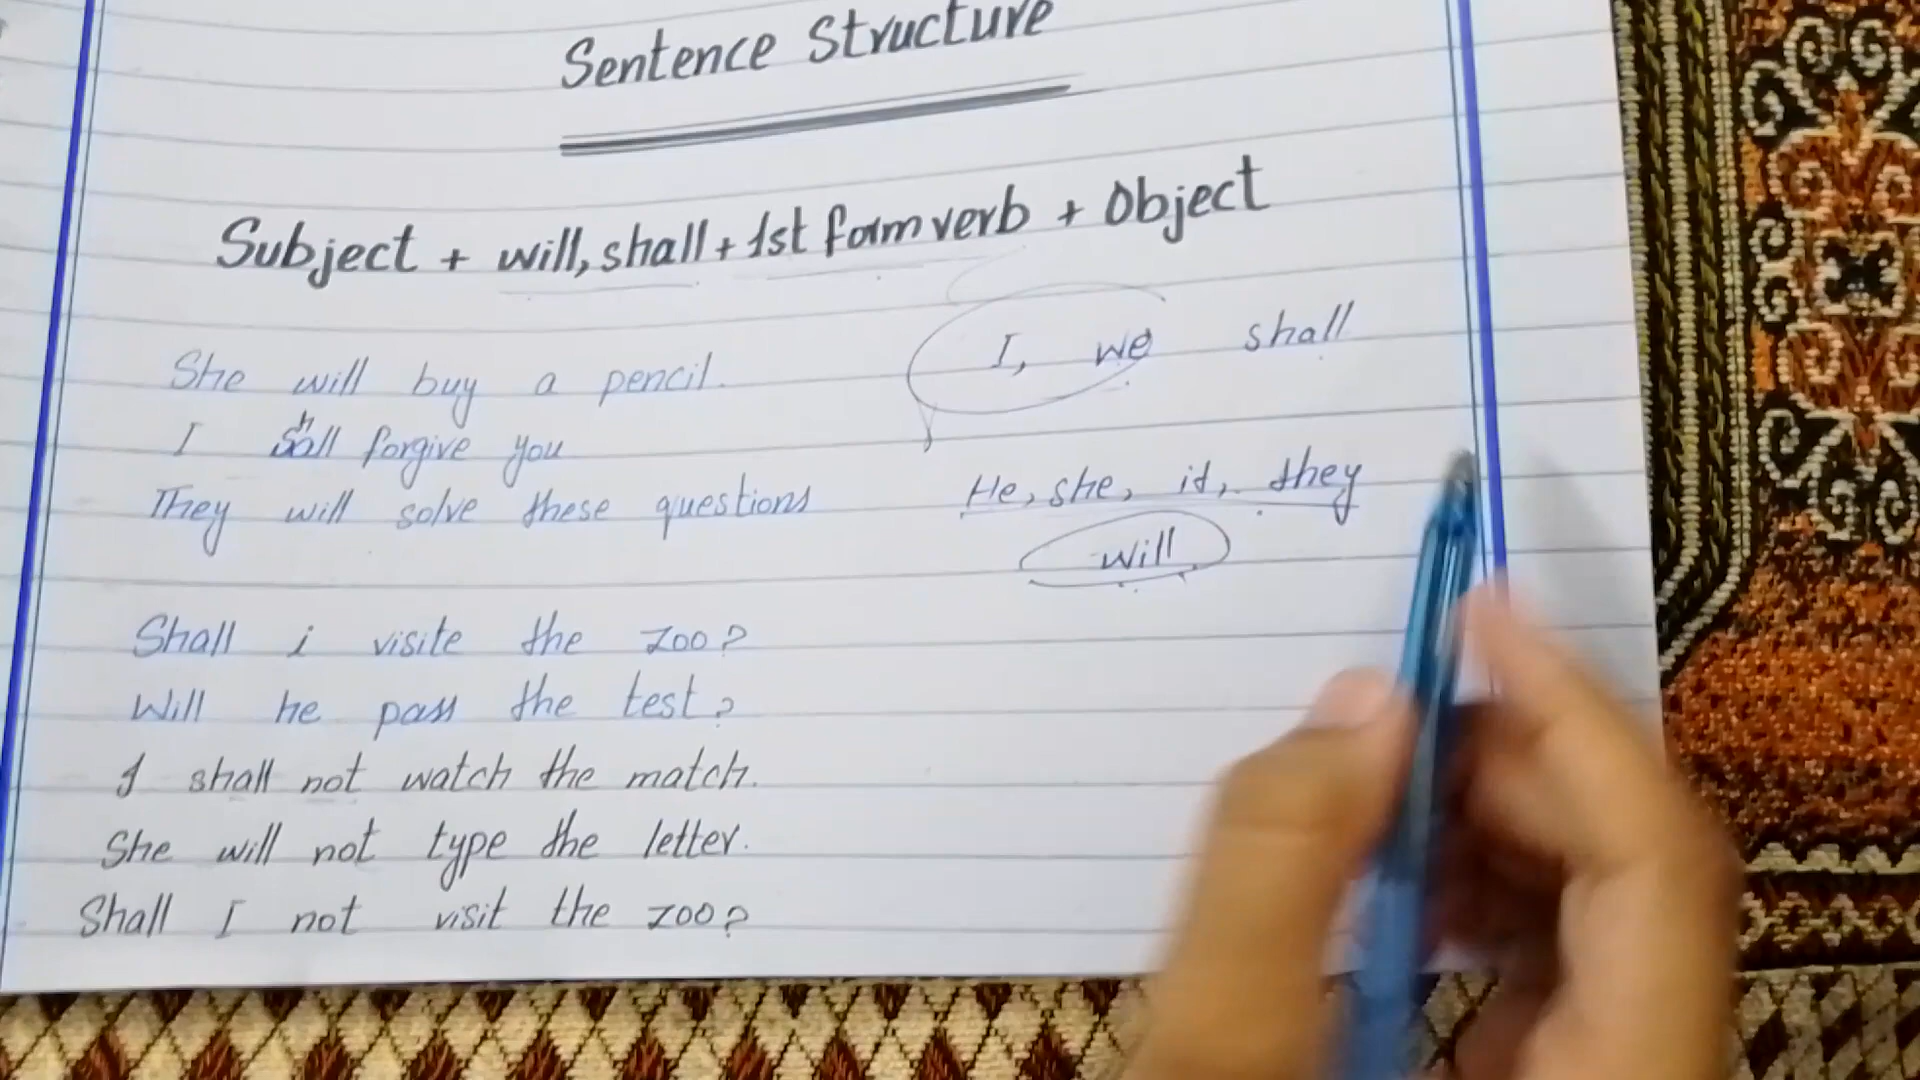 Sentence Structure
Subject + will, shall + 1st form verb + Object
She will buy a pencil.
I shall forgive you
They will solve these questions
I, we shall
He, she, it, they
will
Shall i visite the zoo?
Will he pass the test?
I shall not watch the match.
She will not type the letter.
Shall I not visit the zoo?